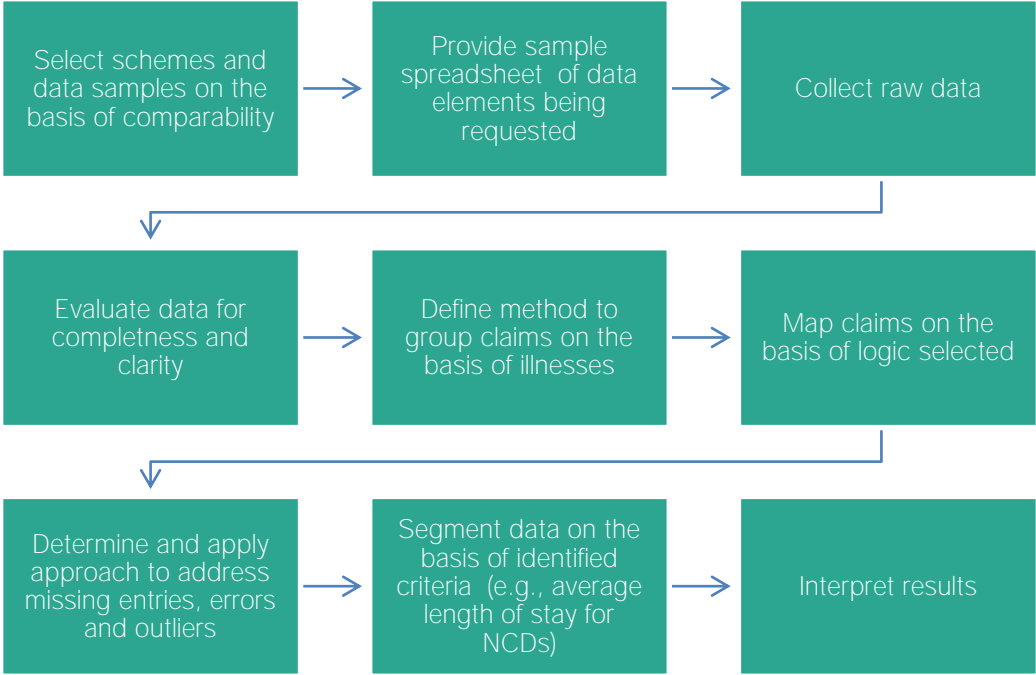 Select schemes and
data samples on the
basis of comparability
Provide sample
spreadsheet of data
elements being
requested
Collect raw data
Evaluate data for
completness and
clarity
Define method to
group claims on the
basis of illnesses
Map claims on the
basis of logic selected
Determine and apply
approach to address
missing entries, errors
and outliers
Segment data on the
basis of identified
criteria (e.g., average
length of stay for
NCDs)
Interpret results